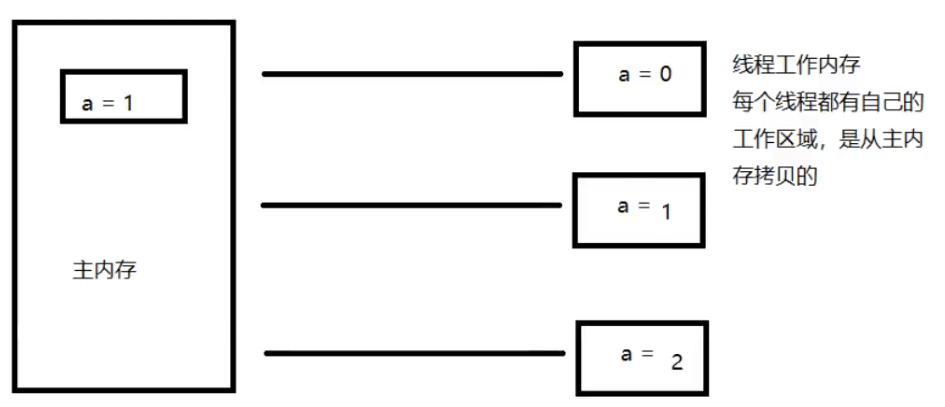 a = 1
主内存
a = 0
a = 1
a = 2
线程工作内存
每个线程都有自己的
工作区域，是从主内
存拷贝的